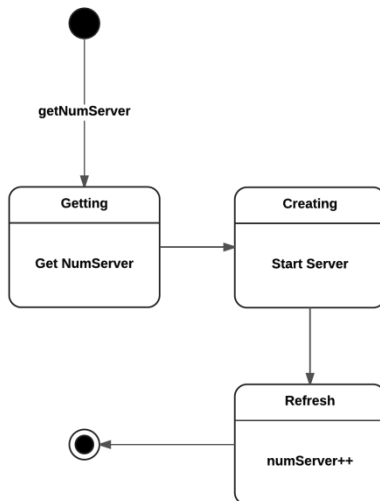 getNumServer
Getting
Get NumServer
Creating
Start Server
Refresh
numServer++